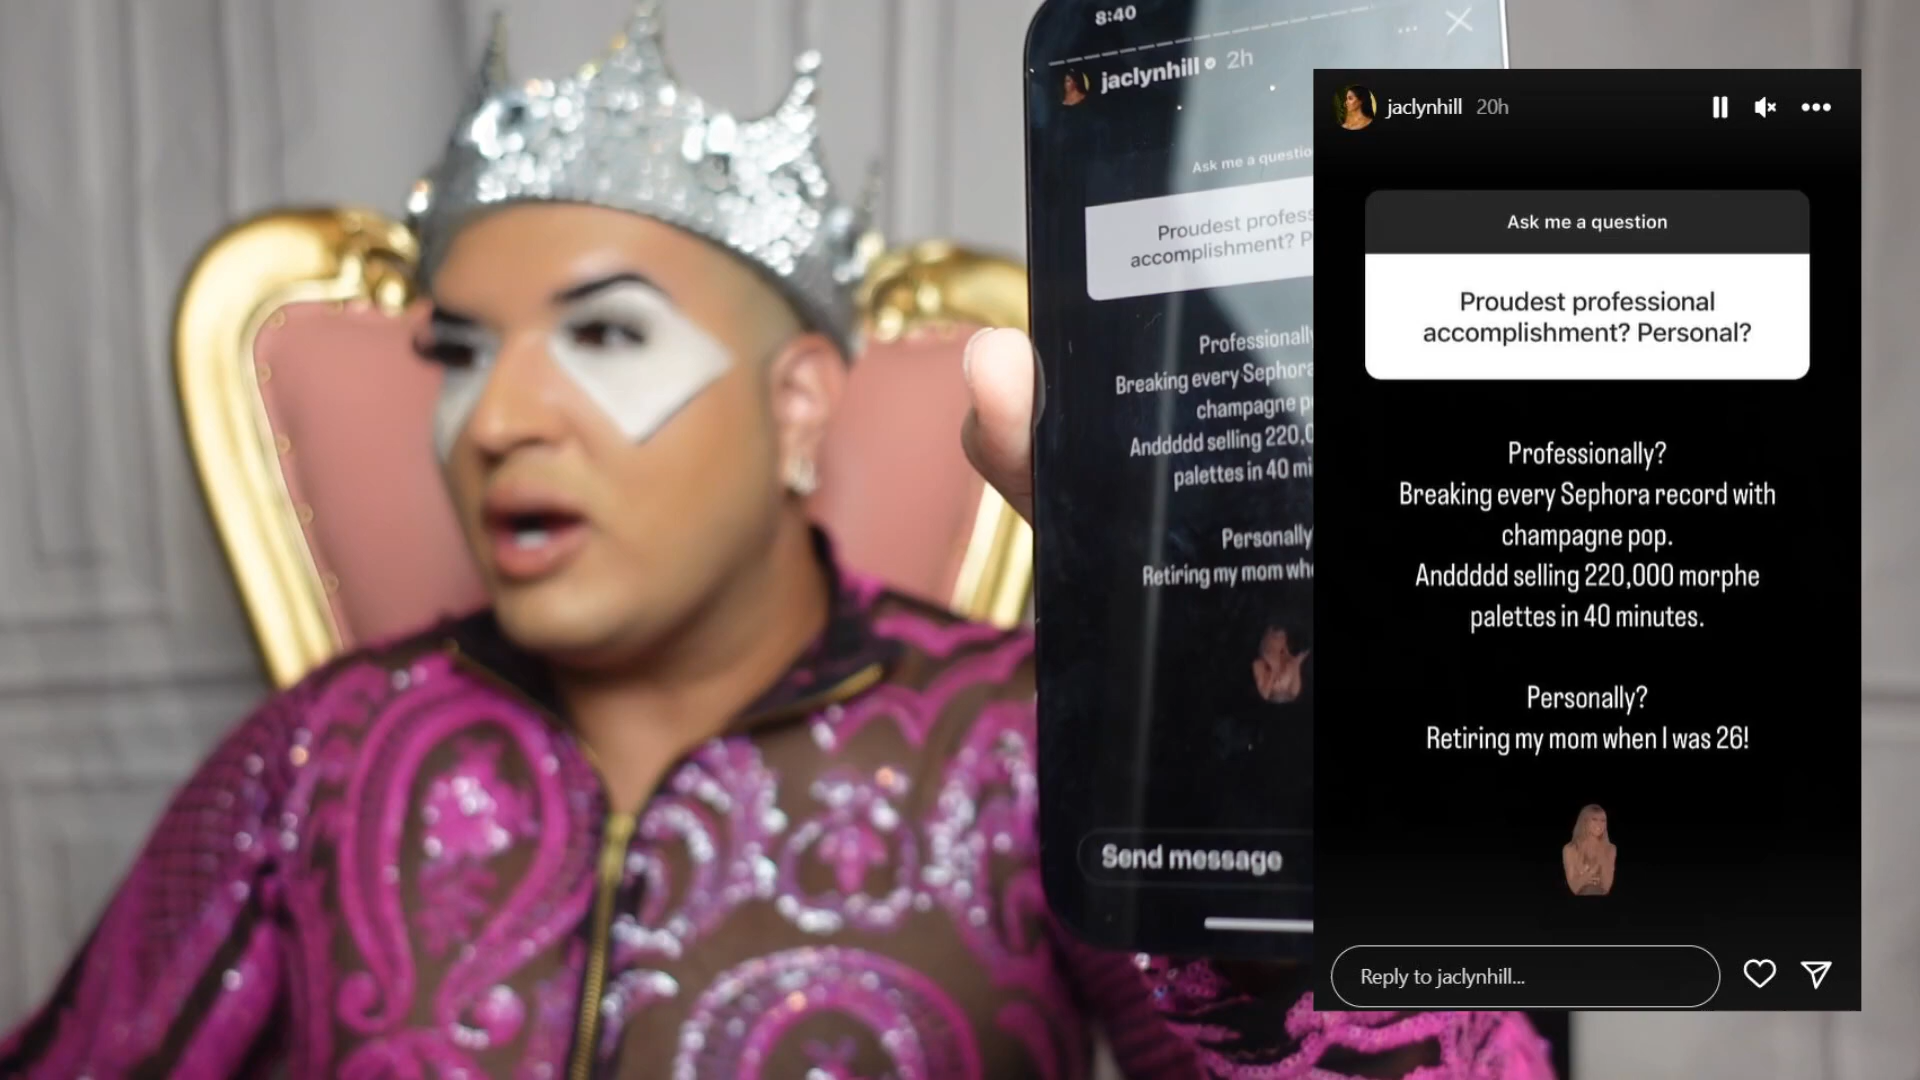 8:40
jaclynhill 2h
Ask me a questio
Proudest profess
accomplishment? P
Professionally
Breaking every Sephora
champagne p
Anddddd selling 220,0
palettes in 40 mi
Personally
Retiring my mom whe
Send message
jaclynhill 20h
Ask me a question
Proudest professional
accomplishment? Personal?
Professionally?
Breaking every Sephora record with
champagne pop.
Anddddd selling 220,000 morphe
palettes in 40 minutes.
Personally?
Retiring my mom when I was 26!
Reply to jaclynhill...